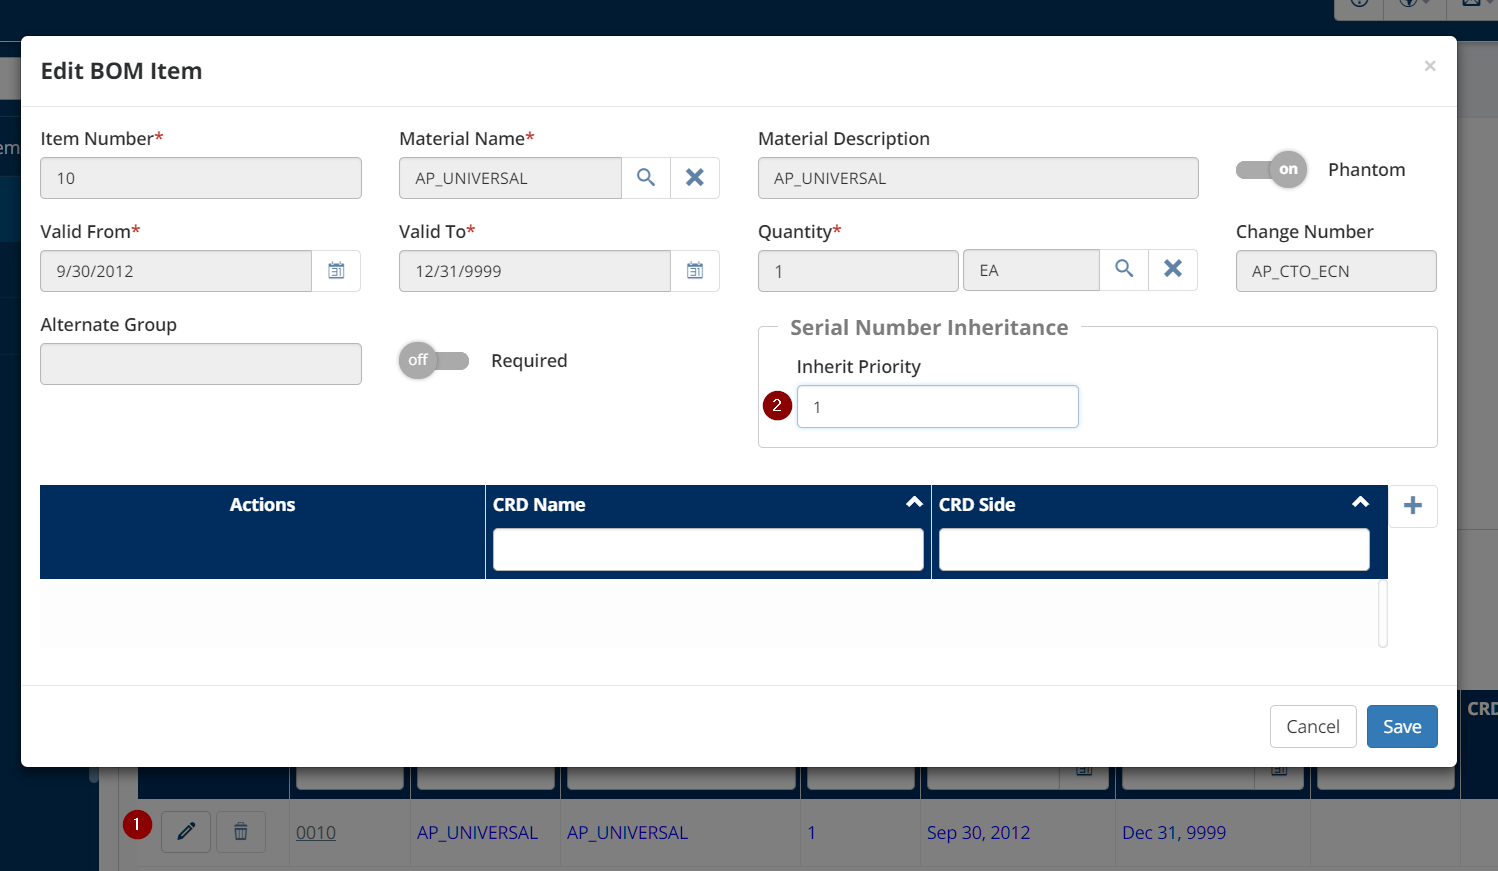 Edit BOM Item ×
Item Number* Material Name* Material Description
10 AP_UNIVERSAL AP_UNIVERSAL on Phantom
Valid From* Valid To* Quantity* Change Number
9/30/2012 12/31/9999 1 EA AP_CTO_ECN
Alternate Group Serial Number Inheritance
off Required Inherit Priority
2 1
Actions CRD Name CRD Side
Cancel Save
CRD
1 0010 AP_UNIVERSAL AP_UNIVERSAL 1 Sep 30, 2012 Dec 31, 9999